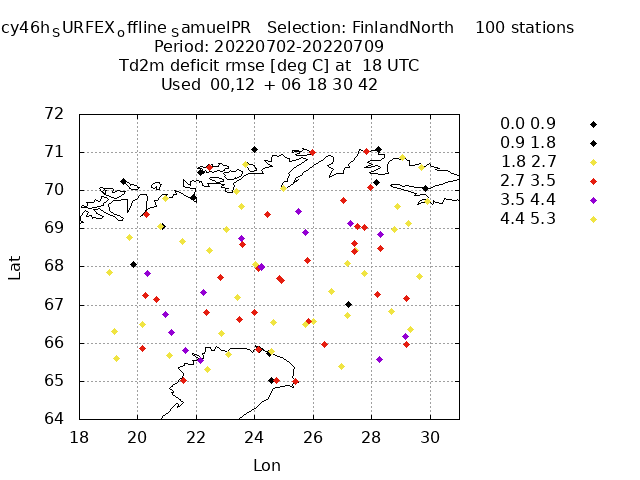 cy46hSURFEXoffline SamuelPR Selection: FinlandNorth 100 stations
Period: 20220702-20220709
Td2m deficit rmse [deg C] at 18 UTC
Used 00,12 + 06 18 30 42
72
71
70
69
68
67
66
65
64
18 20 22 24 26 28 30
Lat
Lon
0.0 0.9
0.9 1.8
1.8 2.7
2.7 3.5
3.5 4.4
4.4 5.3